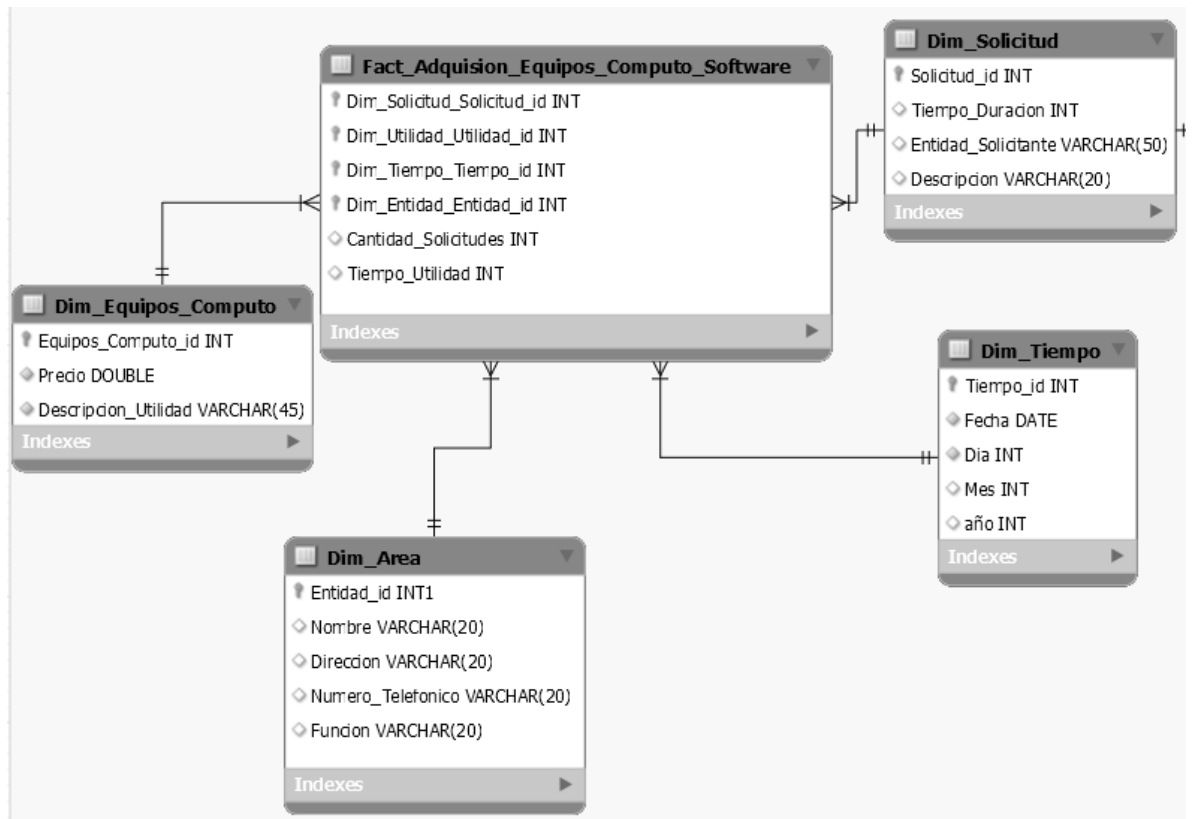 Fact_Adquision_Equipos_Computo_Software
Dim_Solicitud_Solicitud_id INT
Dim_Utilidad_Utilidad_id INT
Dim_Tiempo_Tiempo_id INT
Dim_Entidad_Entidad_id INT
Cantidad_Solicitudes INT
Tiempo_Utilidad INT
Indexes
Dim_Solicitud
Solicitud_id INT
Tiempo_Duracion INT
Entidad_Solicitante VARCHAR(50)
Descripcion VARCHAR(20)
Indexes
Dim_Equipos_Computo
Equipos_Computo_id INT
Precio DOUBLE
Descripcion_Utilidad VARCHAR(45)
Indexes
Dim_Tiempo
Tiempo_id INT
Fecha DATE
Dia INT
Mes INT
año INT
Indexes
Dim_Area
Entidad_id INT1
Nombre VARCHAR(20)
Direccion VARCHAR(20)
Numero_Telefonico VARCHAR(20)
Funcion VARCHAR(20)
Indexes